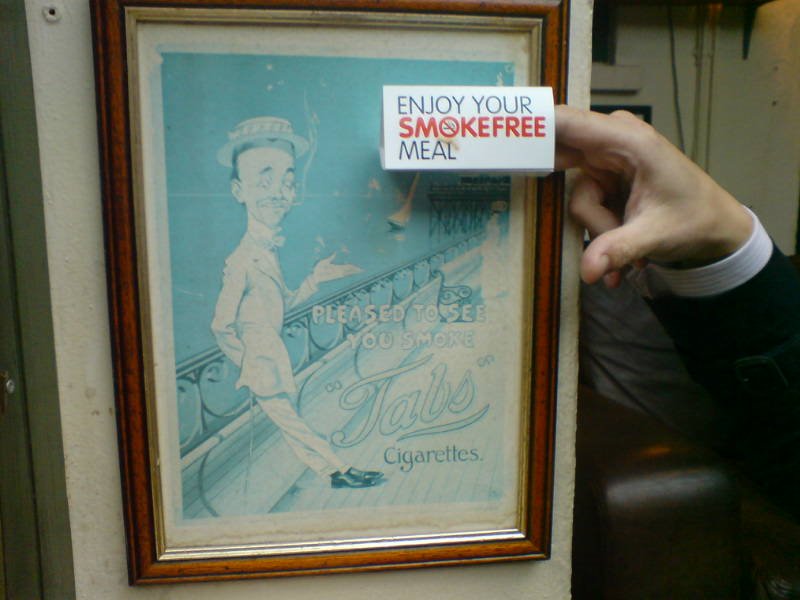 ENJOY YOUR
SMOKEFREE
MEAL
PLEASED TO SEE
YOU SMOKE
"Tabs"
Cigarettes.